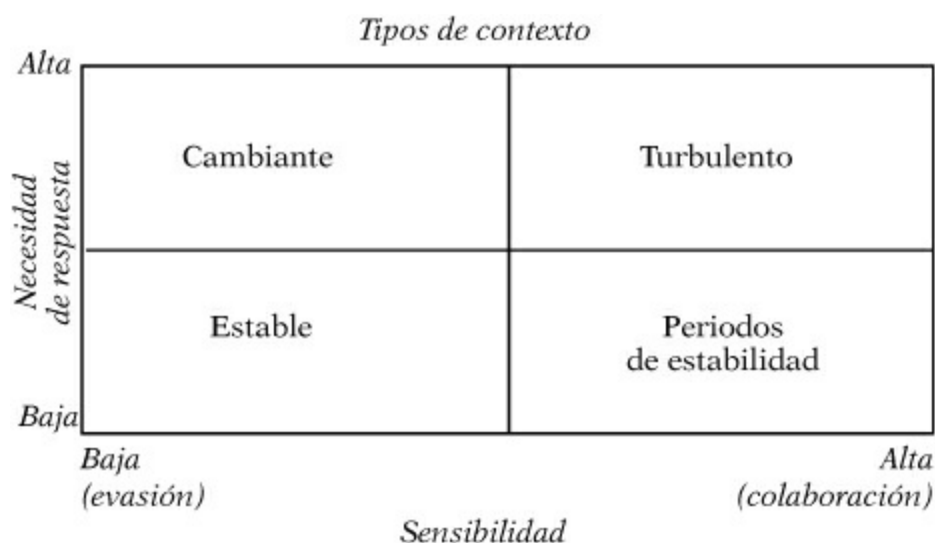 Tipos de contexto
Alta
Cambiante
Turbulento
Necesidad
de respuesta
Estable
Periodos
de estabilidad
Baja
Baja
(evasión)
Alta
(colaboración)
Sensibilidad